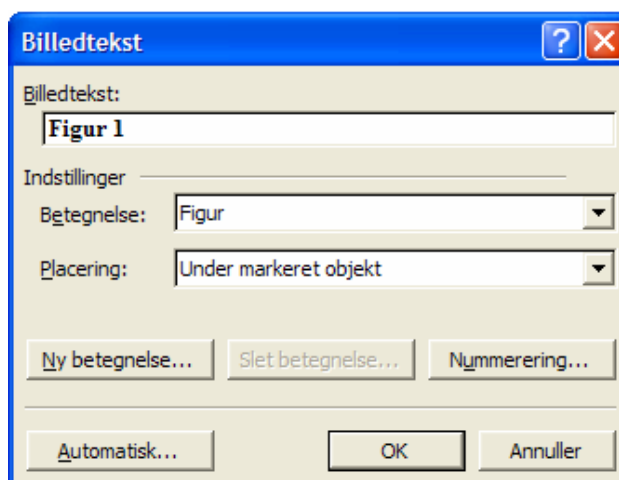 Billedtekst
Billedtekst:
Figur 1
Indstillinger
Betegnelse: Figur
Placering: Under markeret objekt
Ny betegnelse... Slet betegnelse... Nummerering...
Automatisk... OK Annuller